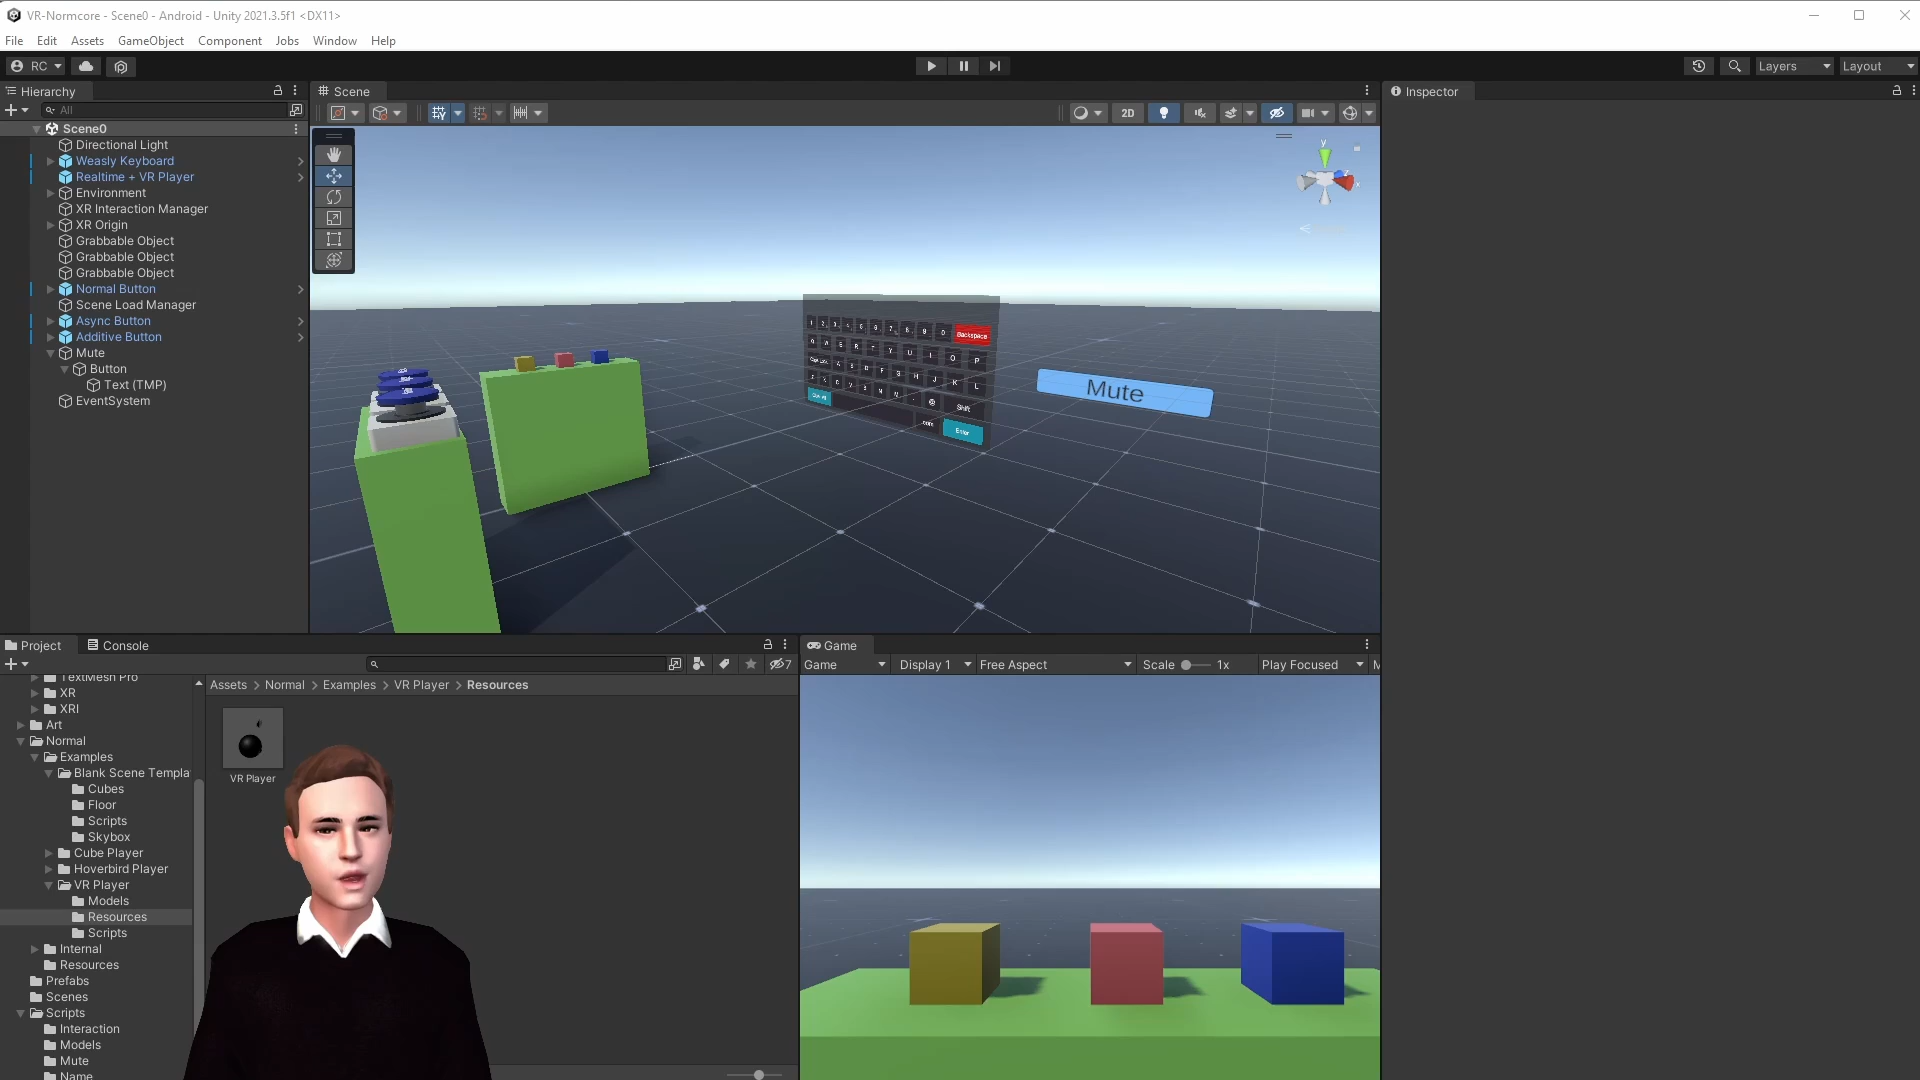 VR-Normcore - Scene0 - Android - Unity 2021.3.5f1 <DX11>
File Edit Assets GameObject Component Jobs Window Help
RC
Layers Layout
Hierarchy
Scene
Inspector
All
2D
Scene0
Directional Light
Weasly Keyboard
Realtime + VR Player
Environment
XR Interaction Manager
XR Origin
Grabbable Object
Grabbable Object
Grabbable Object
Normal Button
Scene Load Manager
Async Button
Additive Button
Mute
Button
Text (TMP)
EventSystem
y
x
Backspace
U I O P
H J K L
Shift
.com
Enter
Mute
Project
Console
Game
7
Game Display 1 Free Aspect Scale 1x Play Focused M
Assets > Normal > Examples > VR Player > Resources
TextMesh Pro
XR
XRI
Art
Normal
Examples
Blank Scene Templa
Cubes
Floor
Scripts
Skybox
Cube Player
Hoverbird Player
VR Player
Models
Resources
Scripts
Internal
Resources
Prefabs
Scenes
Scripts
Interaction
Models
Mute
Name
VR Player